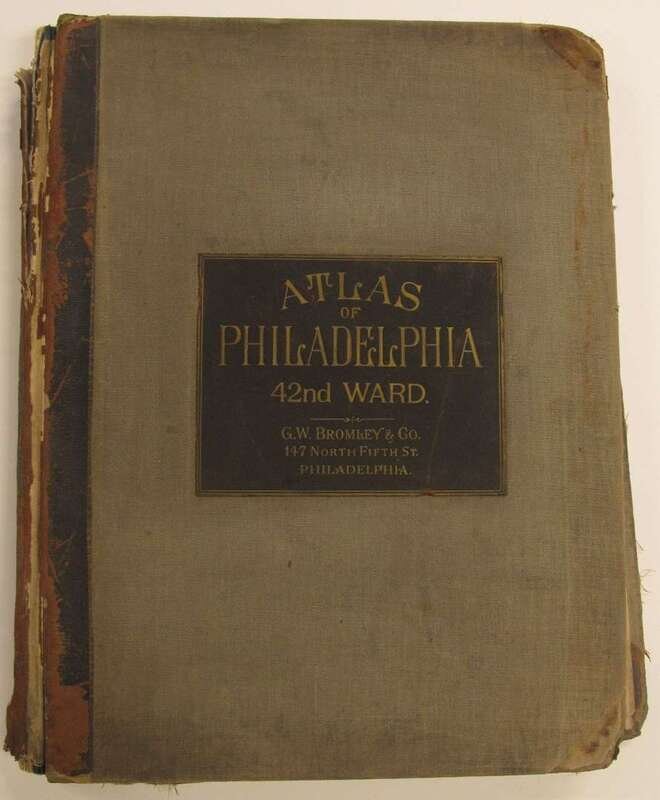 ATLAS
OF
PHILADELPHIA
42nd WARD.
G.W. BROMLEY & CO.
147 NORTH FIFTH ST.
PHILADELPHIA.